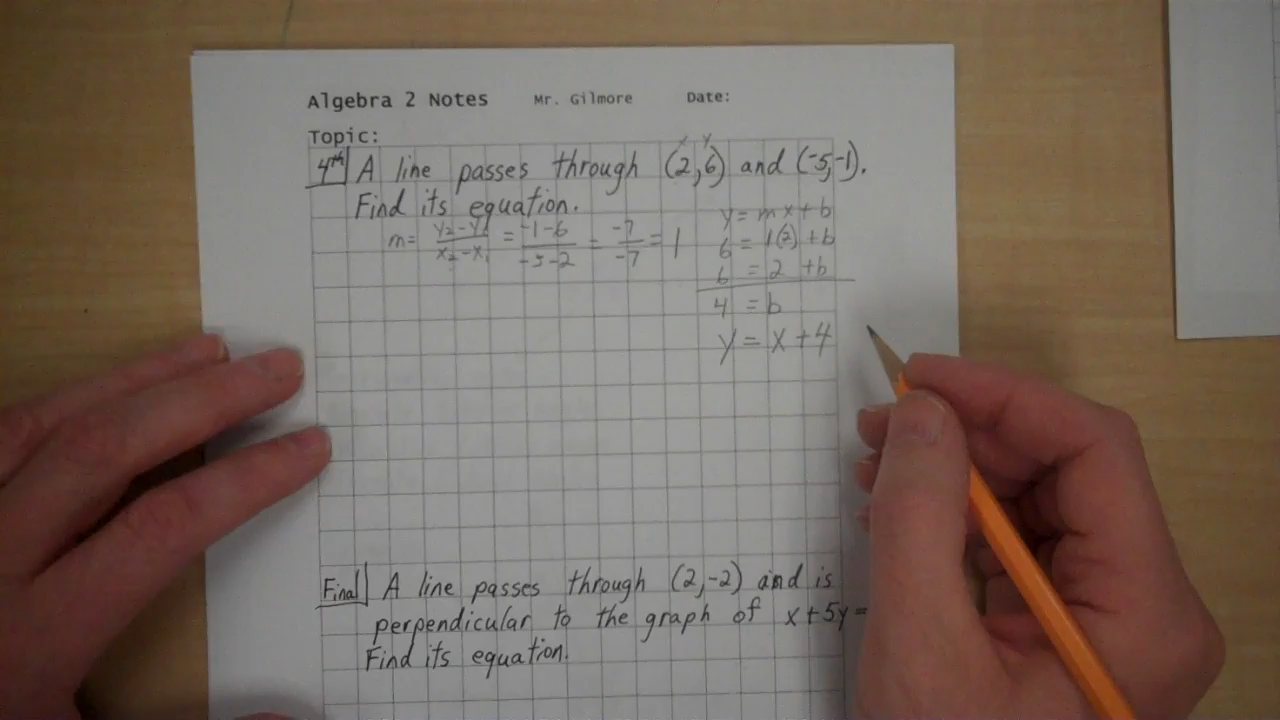 Algebra 2 Notes Mr. Gilmore Date:
Topic:
4th A line passes through (2,6) and (-5,-1).
x y
Find its equation.
m = y₂-y₁/x₂-x₁ = -1-6/-5-2 = -7/-7 = 1
y = mx+b
6 = 1(2)+b
6 = 2 +b
4 = b
y = x+4
Final A line passes through (2,-2) and is
perpendicular to the graph of x+5y=
Find its equation.